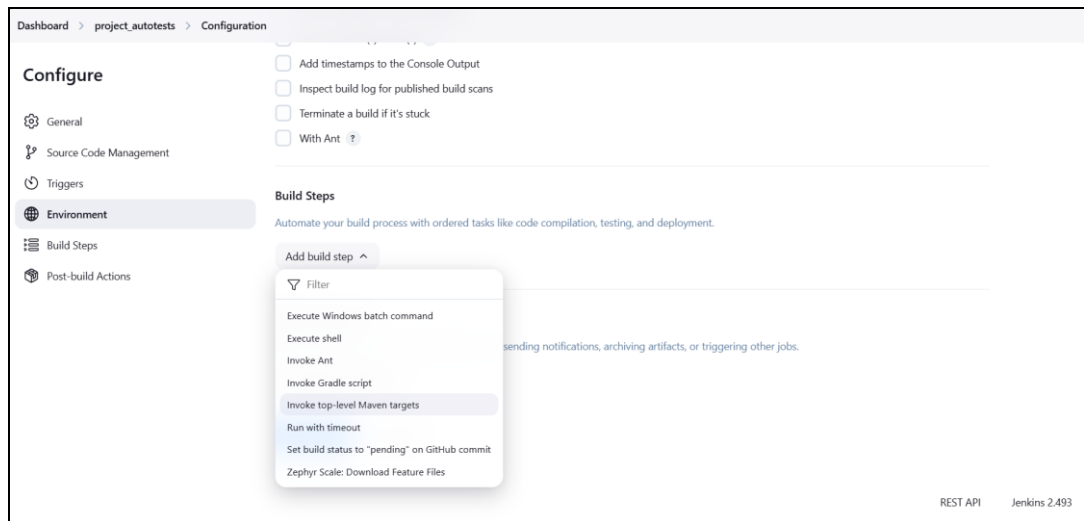 Dashboard > project_autotests > Configuration
Configure
General
Source Code Management
Triggers
Environment
Build Steps
Post-build Actions
Add timestamps to the Console Output
Inspect build log for published build scans
Terminate a build if it's stuck
With Ant ?
Build Steps
Automate your build process with ordered tasks like code compilation, testing, and deployment.
Add build step
Filter
Execute Windows batch command
Execute shell
Invoke Ant
Invoke Gradle script
Invoke top-level Maven targets
Run with timeout
Set build status to "pending" on GitHub commit
Zephyr Scale: Download Feature Files
sending notifications, archiving artifacts, or triggering other jobs.
REST API Jenkins 2.493